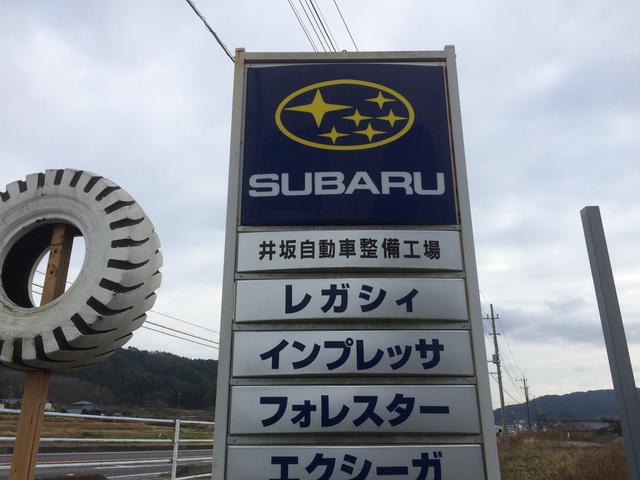 SUBARU
井坂自動車整備工場
レガシィ
インプレッサ
フォレスター
エクシーガ